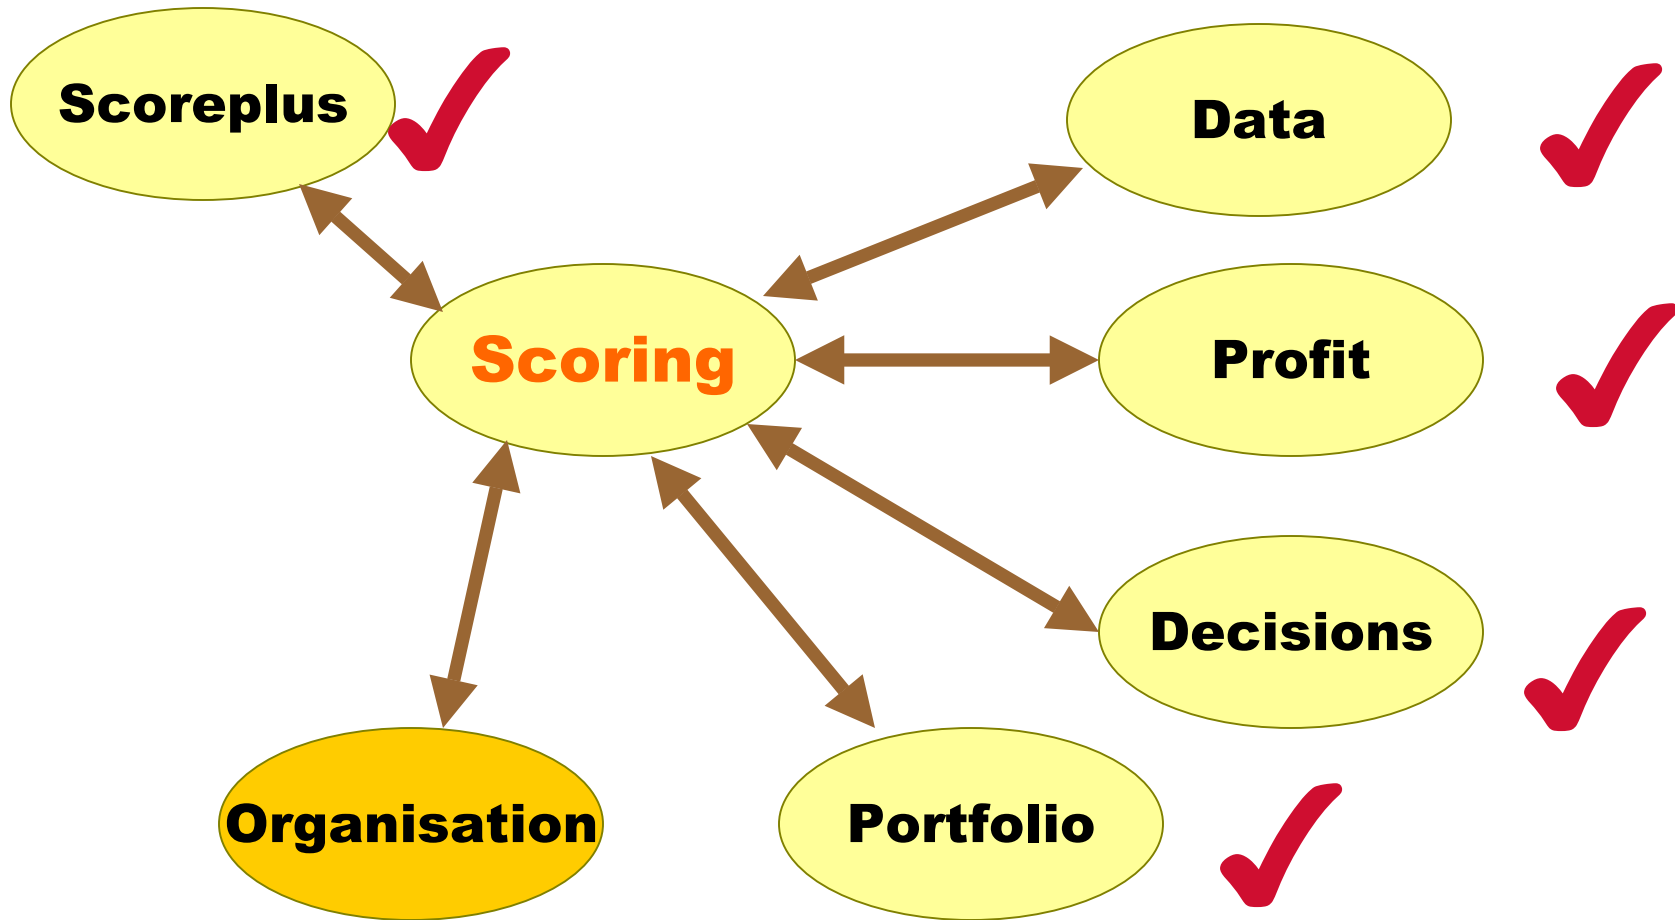 Scoreplus
Data
Scoring
Profit
Decisions
Organisation
Portfolio